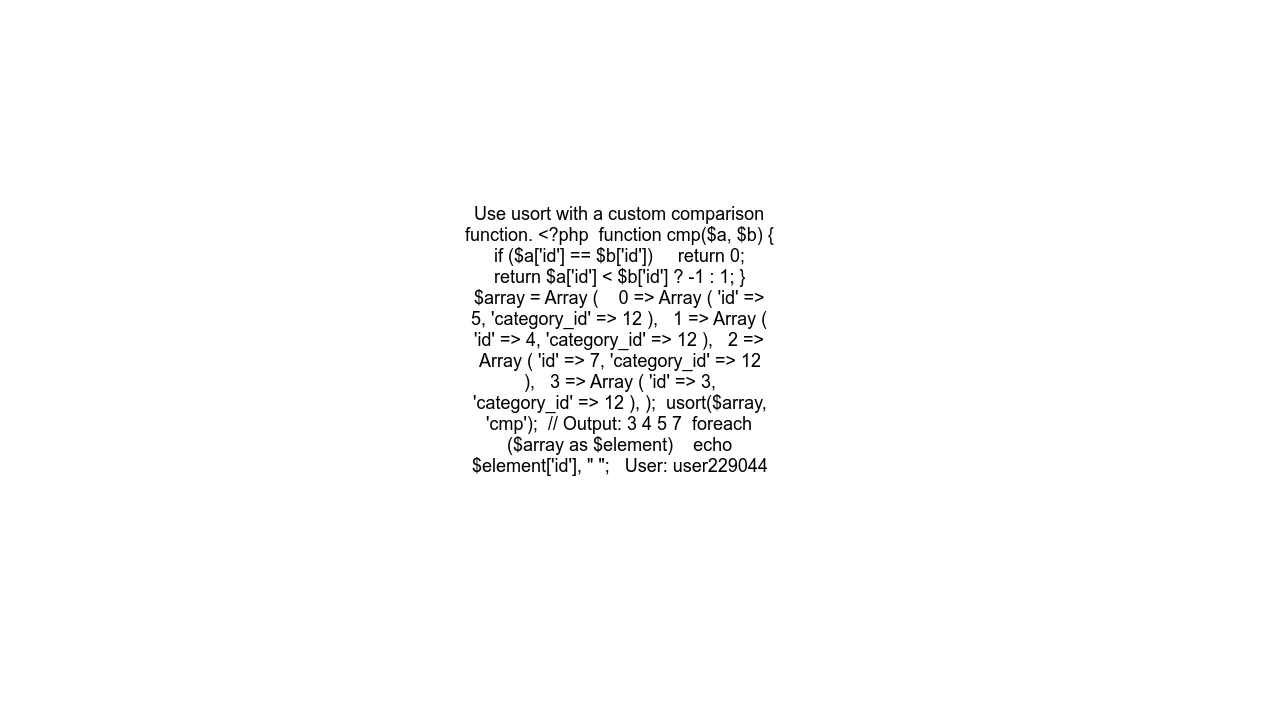 Use usort with a custom comparison
function. <?php  function cmp($a, $b) {
if ($a['id'] == $b['id'])     return 0;
return $a['id'] < $b['id'] ? -1 : 1; }
$array = Array (    0 => Array ( 'id' =>
5, 'category_id' => 12 ),   1 => Array (
'id' => 4, 'category_id' => 12 ),   2 =>
Array ( 'id' => 7, 'category_id' => 12
),   3 => Array ( 'id' => 3,
'category_id' => 12 ), );  usort($array,
'cmp');  // Output: 3 4 5 7  foreach
($array as $element)    echo
$element['id'], " ";   User: user229044